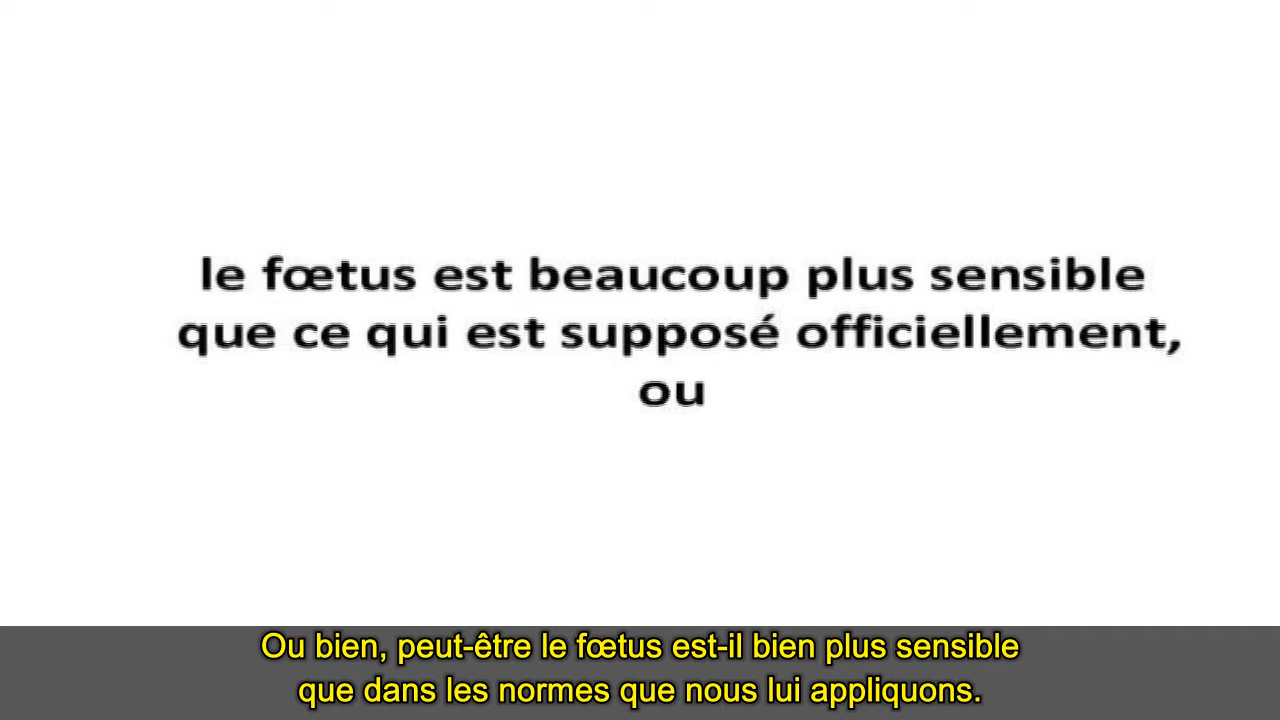 le fœtus est beaucoup plus sensible
que ce qui est supposé officiellement,
ou
Ou bien, peut-être le fœtus est-il bien plus sensible
que dans les normes que nous lui appliquons.